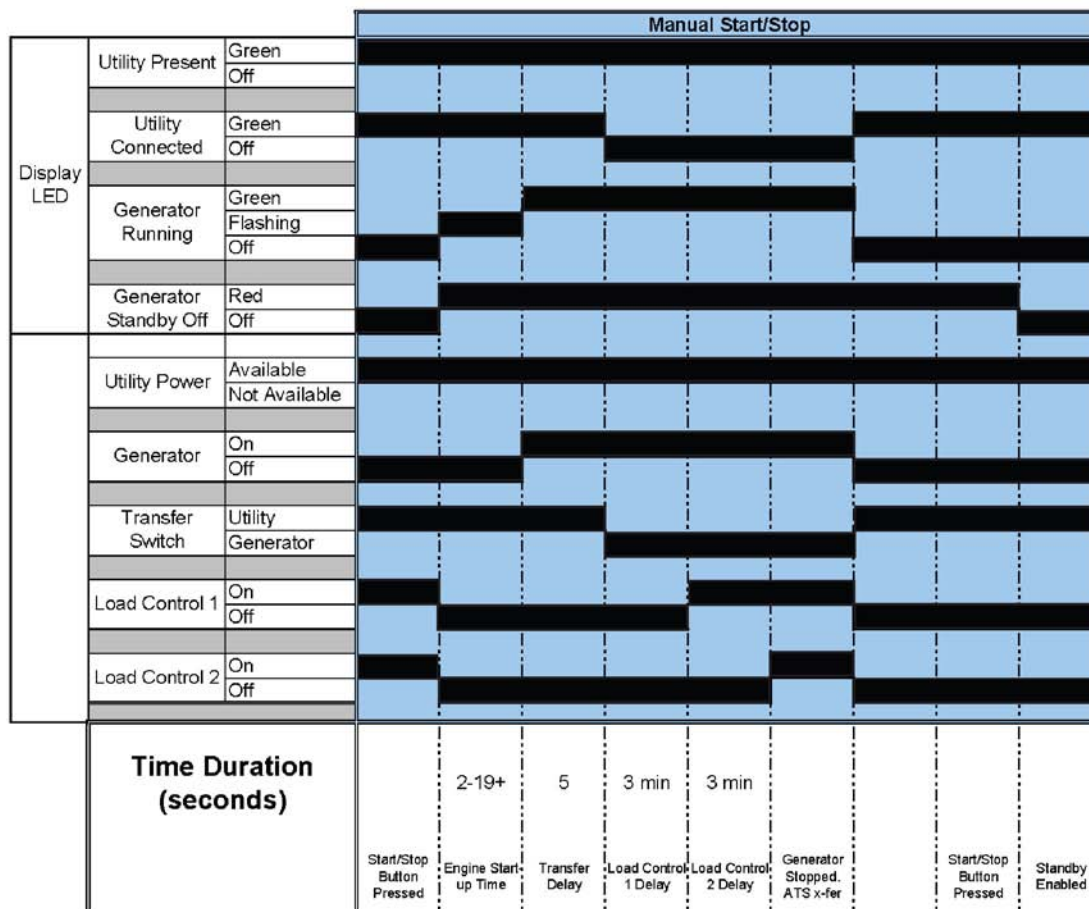 Manual Start/Stop
Display
LED
Utility Present
Green
Off
Utility
Connected
Green
Off
Generator
Running
Green
Flashing
Off
Generator
Standby Off
Red
Off
Utility Power
Available
Not Available
Generator
On
Off
Transfer
Switch
Utility
Generator
Load Control 1
On
Off
Load Control 2
On
Off
Time Duration
(seconds)
2-19+
5
3 min
3 min
Start/Stop
Button
Pressed
Engine Start-
up Time
Transfer
Delay
Load Control
1 Delay
Load Control
2 Delay
Generator
Stopped.
ATS x-fer
Start/Stop
Button
Pressed
Standby
Enabled